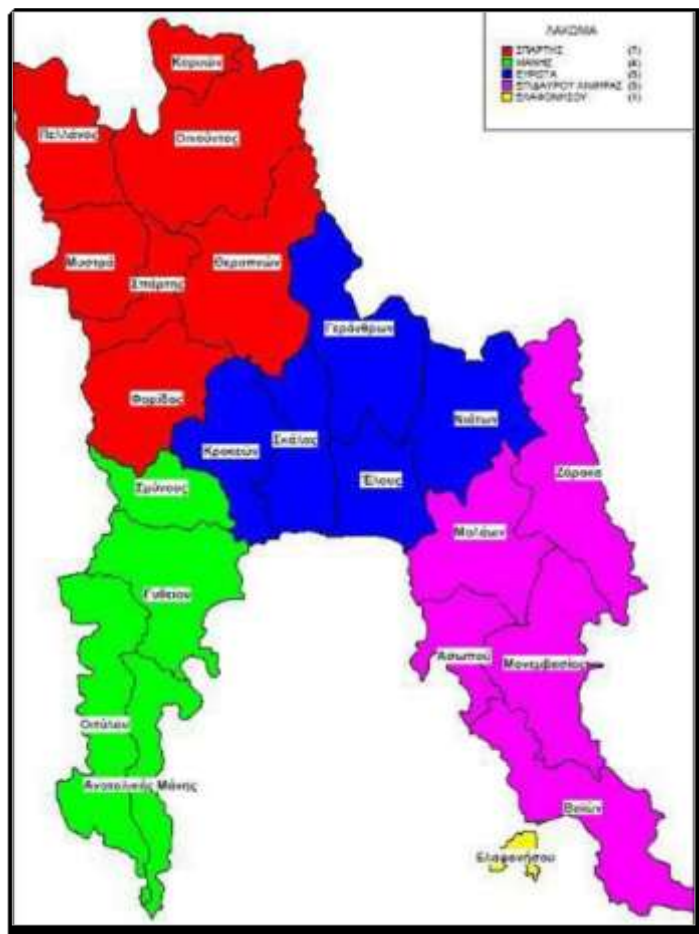 ΛΑΚΩΝΙΑ
ΣΠΑΡΤΗΣ (7)
ΜΑΝΗΣ (4)
ΕΥΡΩΤΑ (5)
ΕΠΙΔΑΥΡΟΥ ΛΙΜΗΡΑΣ (5)
ΕΛΑΦΟΝΗΣΟΥ (1)
Καρυών
Πελλάνας
Οινούντος
Μυστρά
Θεραπνών
Σπάρτης
Γεράνθρων
Φαρίδος
Νιάτων
Κροκεών
Σκάλας
Ζάρακα
Έλους
Σμύνους
Μολάων
Γυθείου
Ασωπού
Μονεμβασίας
Οιτύλου
Ανατολικής Μάνης
Βοιών
Ελαφονήσου